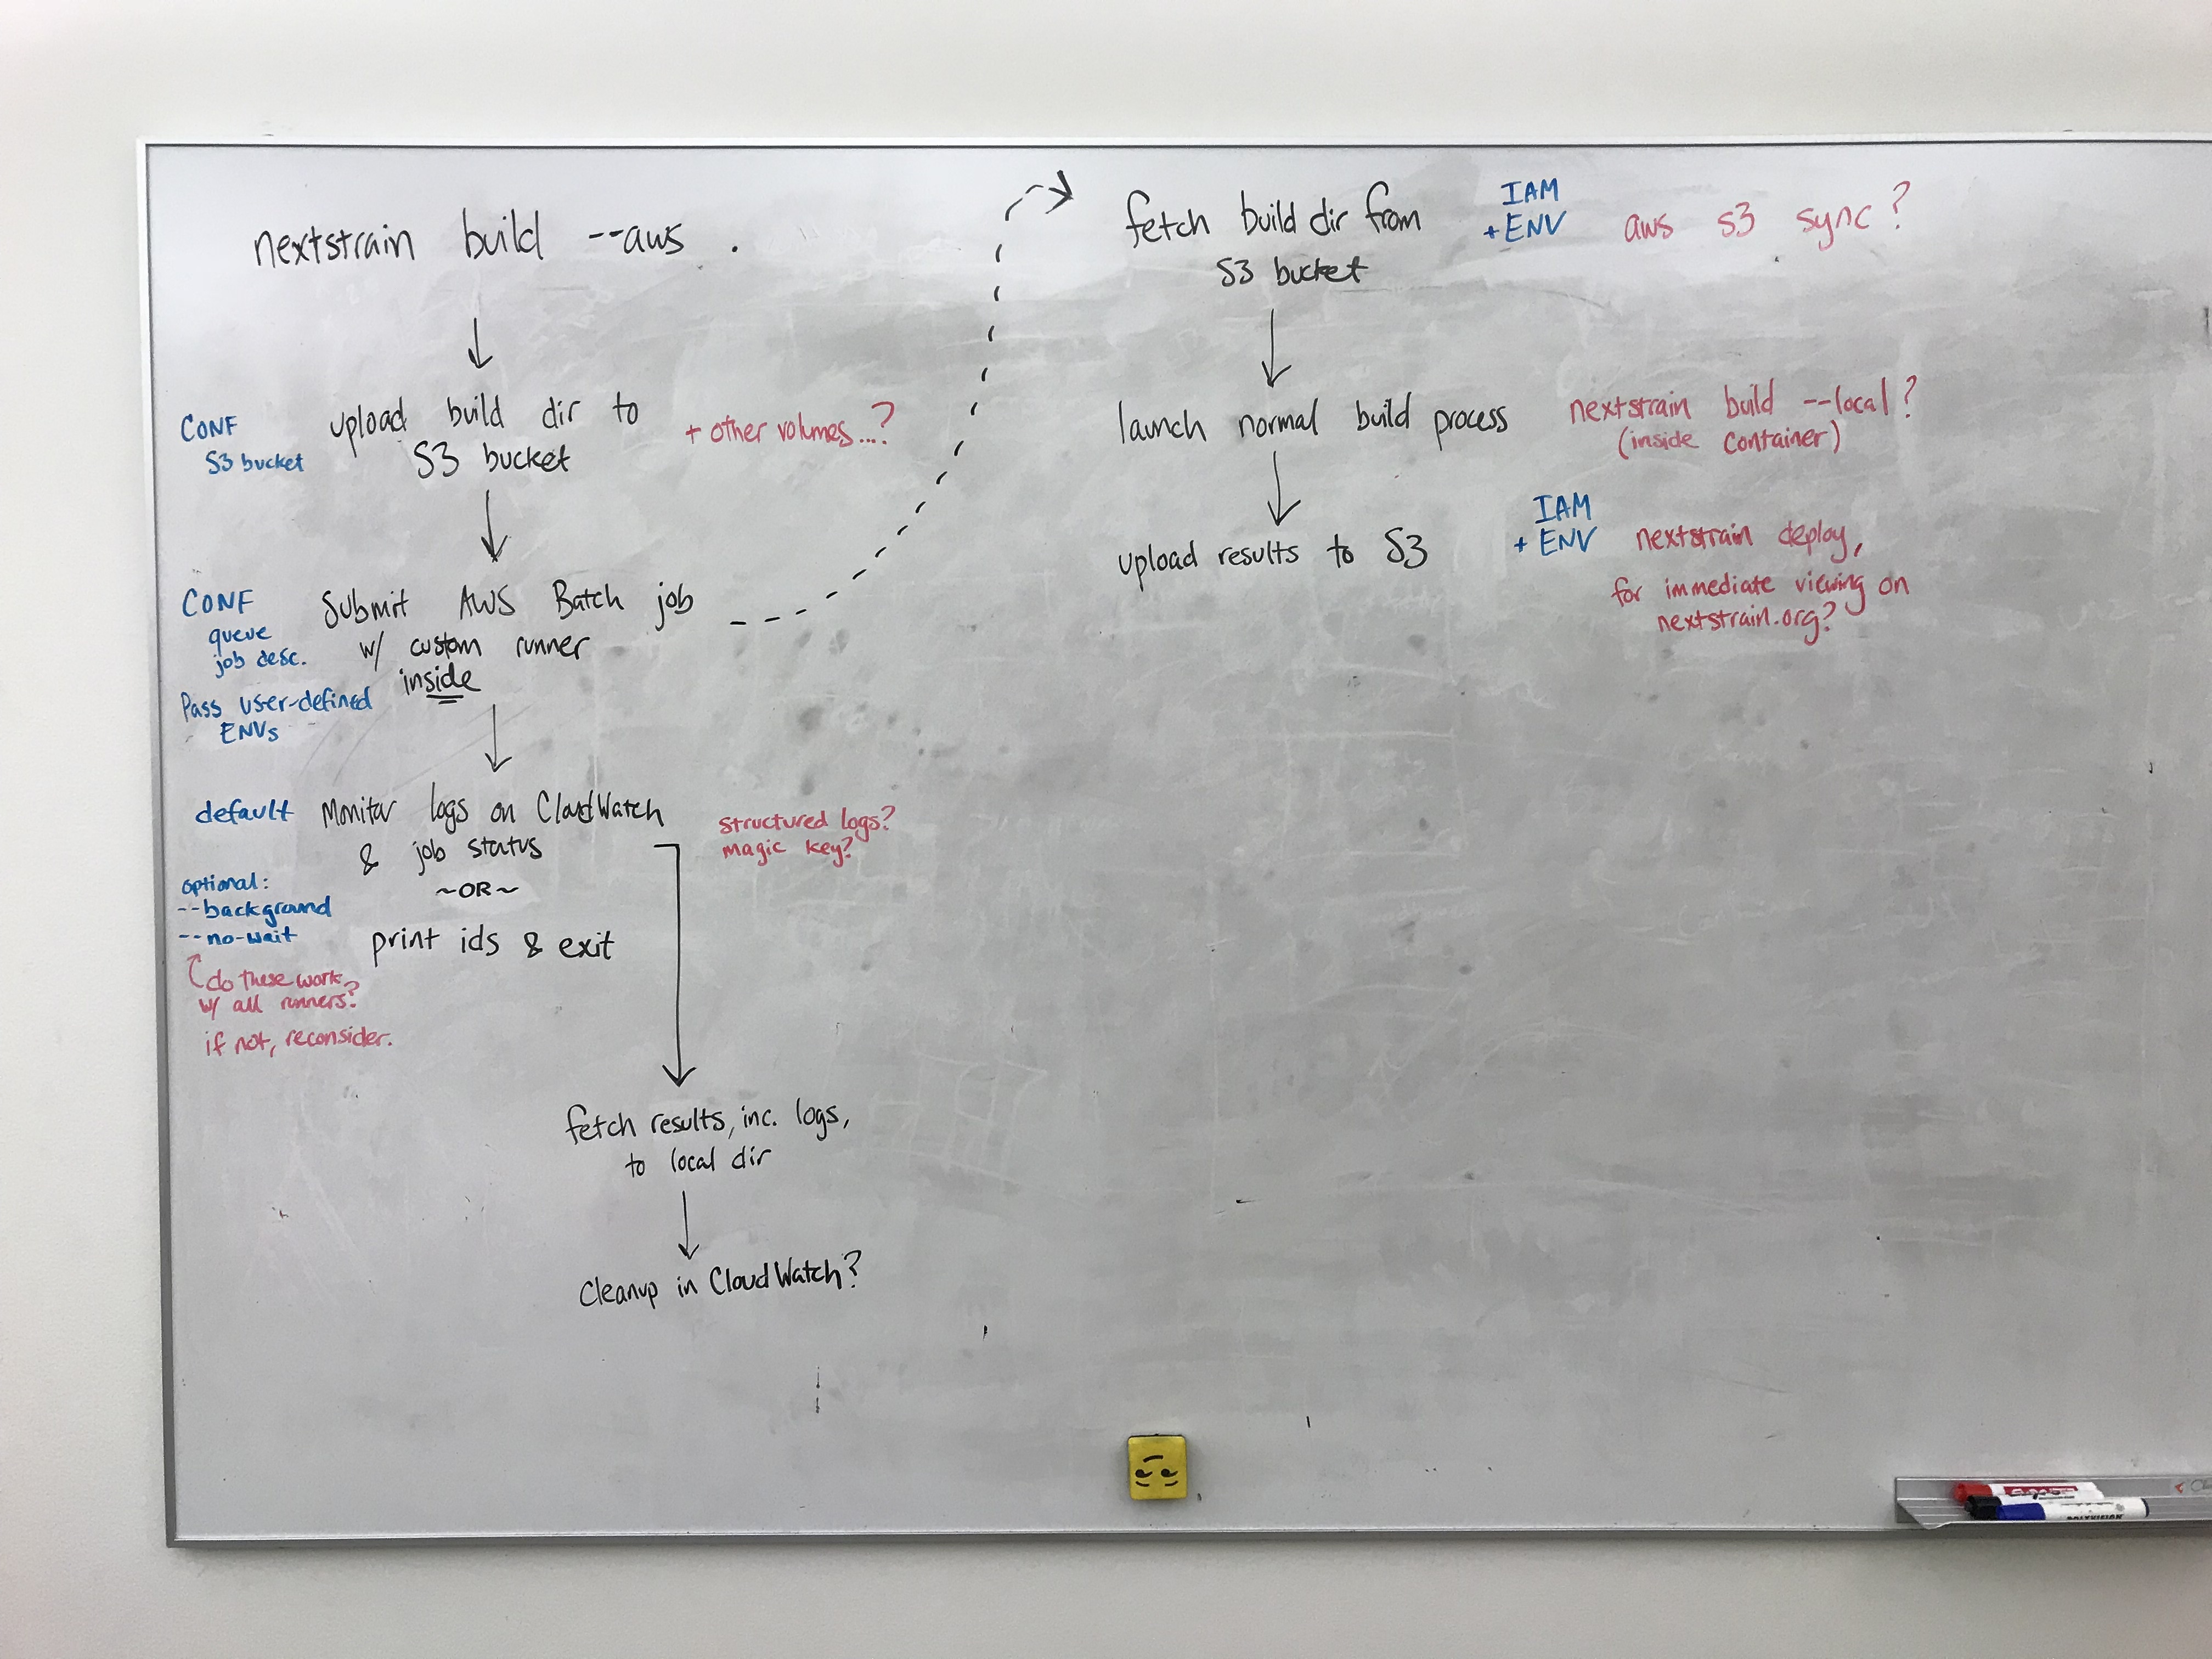 nextstrain build --aws .
CONF
S3 bucket
upload build dir to
S3 bucket
+ other volumes...?
CONF
queue
job desc.
Pass user-defined
ENVs
Submit AWS Batch job
w/ custom runner
inside
default
Monitor logs on CloudWatch
& job status
~OR~
print ids & exit
structured logs?
magic key?
optional:
--background
--no-wait
do these work
w/ all runners?
if not, reconsider.
fetch results, inc. logs,
to local dir
Cleanup in CloudWatch?
fetch build dir from
S3 bucket
IAM
+ ENV
aws s3 sync?
launch normal build process
nextstrain build --local?
(inside container)
upload results to S3
IAM
+ ENV
nextstrain deploy,
for immediate viewing on
nextstrain.org?